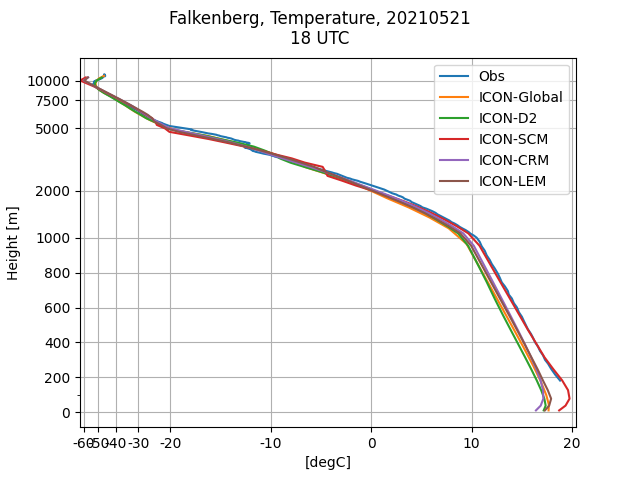 Falkenberg, Temperature, 20210521
18 UTC
Obs
ICON-Global
ICON-D2
ICON-SCM
ICON-CRM
ICON-LEM
10000
7500
5000
2000
1000
800
600
400
200
0
Height [m]
-60 -50 -40 -30 -20 -10 0 10 20
[degC]